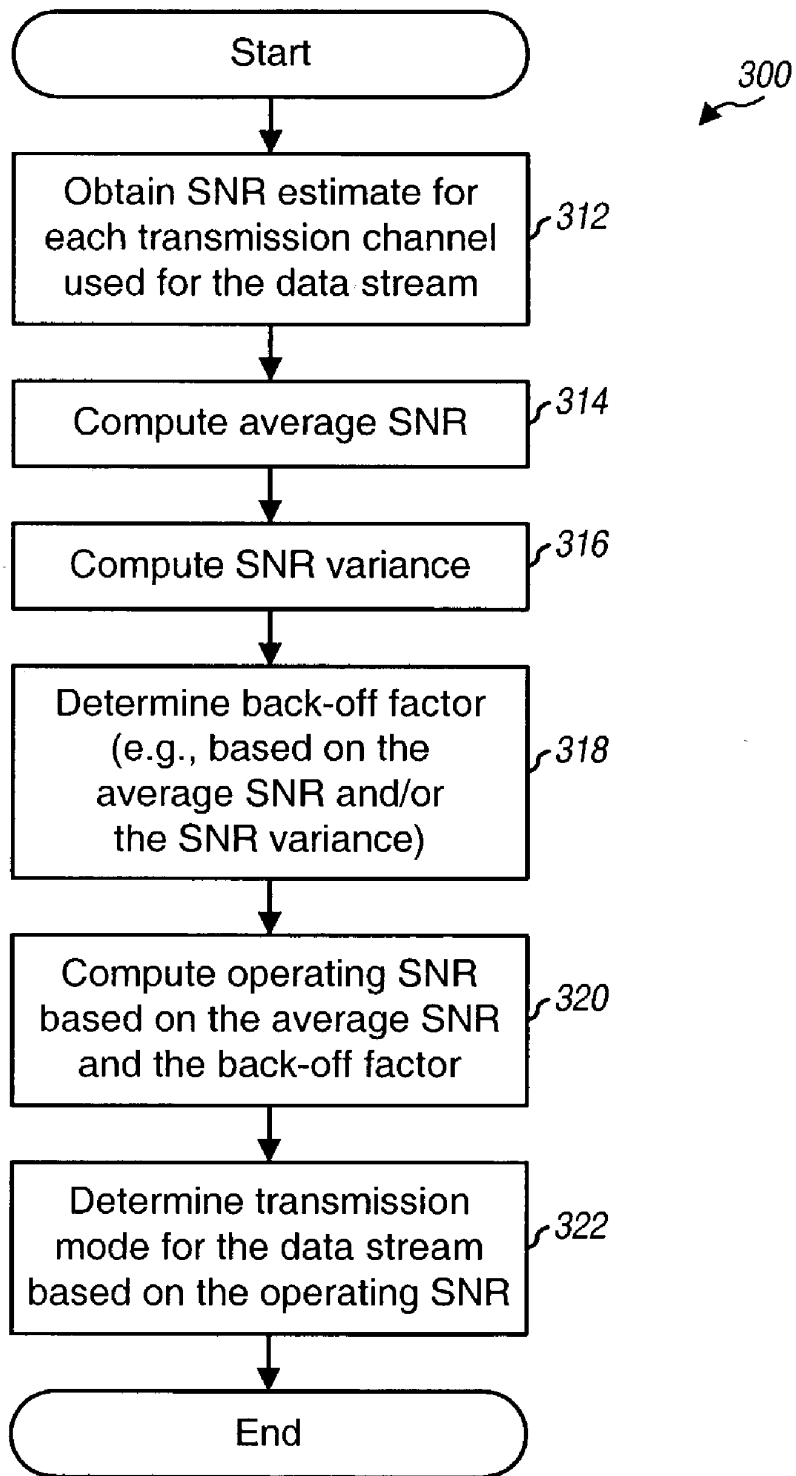 Start
300
Obtain SNR estimate for
each transmission channel
used for the data stream
312
Compute average SNR
314
Compute SNR variance
316
Determine back-off factor
(e.g., based on the
average SNR and/or
the SNR variance)
318
Compute operating SNR
based on the average SNR
and the back-off factor
320
Determine transmission
mode for the data stream
based on the operating SNR
322
End